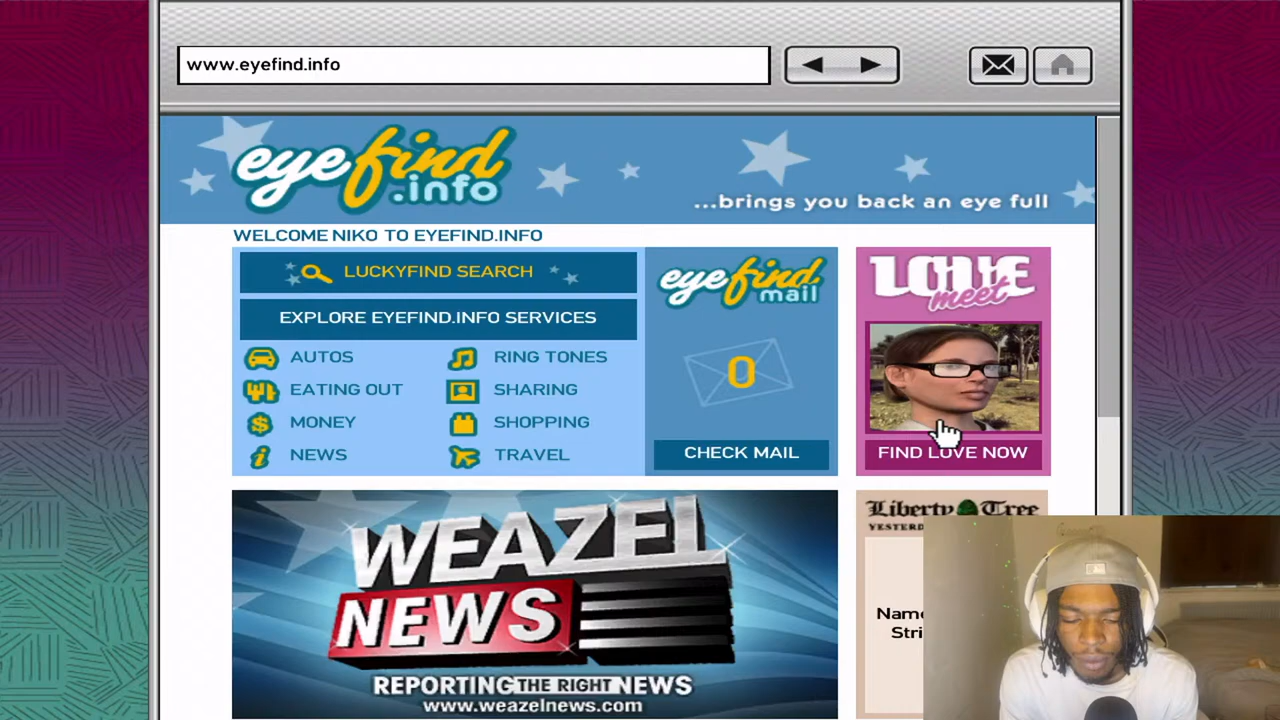 www.eyefind.info
eyefind
.info
...brings you back an eye full
WELCOME NIKO TO EYEFIND.INFO
LUCKYFIND SEARCH
EXPLORE EYEFIND.INFO SERVICES
AUTOS
RING TONES
EATING OUT
SHARING
MONEY
SHOPPING
NEWS
TRAVEL
eyefind
mail
0
CHECK MAIL
LOVE
meet
FIND LOVE NOW
WEAZEL
NEWS
REPORTING THE RIGHT NEWS
www.weazelnews.com
Liberty Tree